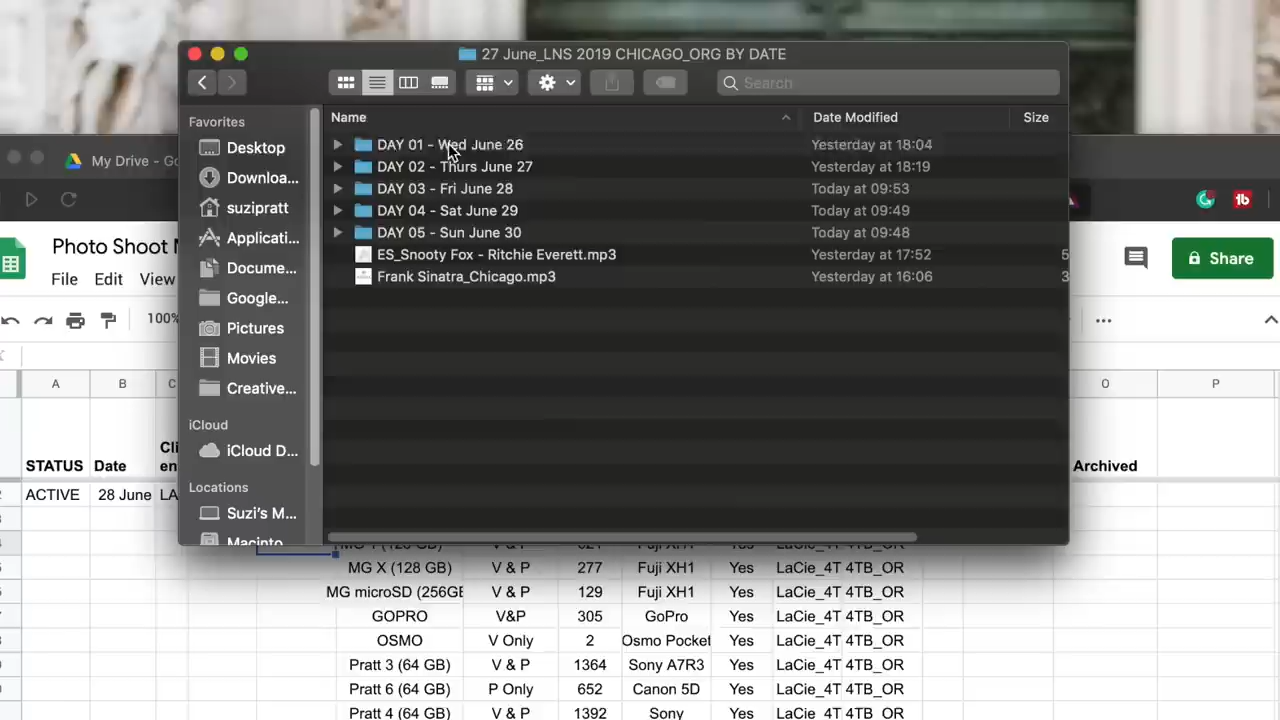 27 June_LNS 2019 CHICAGO_ORG BY DATE
Search
Favorites
Desktop
Downloa...
suzipratt
Applicati...
Docume...
Google...
Pictures
Movies
Creative...
iCloud
iCloud D...
Locations
Suzi's M...
Macinto
Name
Date Modified
Size
DAY 01 - Wed June 26
Yesterday at 18:04
DAY 02 - Thurs June 27
Yesterday at 18:19
DAY 03 - Fri June 28
Today at 09:53
DAY 04 - Sat June 29
Today at 09:49
DAY 05 - Sun June 30
Today at 09:48
ES_Snooty Fox - Ritchie Everett.mp3
Yesterday at 17:52
5
Frank Sinatra_Chicago.mp3
Yesterday at 16:06
3
My Drive - Go
tb
Photo Shoot
File Edit View
Share
100%
A B C O P
STATUS Date Cli
en
Archived
ACTIVE 28 June LA
MG X (128 GB) V & P 277 Fuji XH1 Yes LaCie_4T 4TB_OR
MG microSD (256GE V & P 129 Fuji XH1 Yes LaCie_4T 4TB_OR
GOPRO V&P 305 GoPro Yes LaCie_4T 4TB_OR
OSMO V Only 2 Osmo Pocket Yes LaCie_4T 4TB_OR
Pratt 3 (64 GB) V & P 1364 Sony A7R3 Yes LaCie_4T 4TB_OR
Pratt 6 (64 GB) P Only 652 Canon 5D Yes LaCie_4T 4TB_OR
Pratt 4 (64 GB) V & P 1392 Sony Yes LaCie_4T 4TB_OR